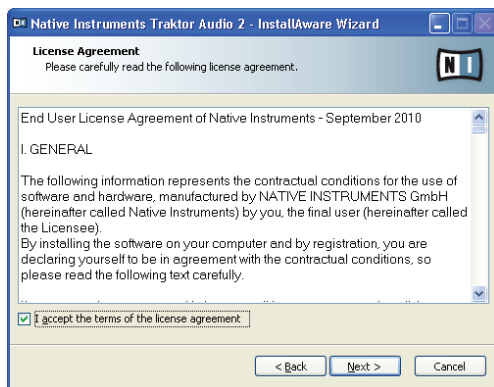 Native Instruments Traktor Audio 2 - InstallAware Wizard
License Agreement
Please carefully read the following license agreement.
NI
End User License Agreement of Native Instruments - September 2010
I. GENERAL
The following information represents the contractual conditions for the use of
software and hardware, manufactured by NATIVE INSTRUMENTS GmbH
(hereinafter called Native Instruments) by you, the final user (hereinafter called
the Licensee).
By installing the software on your computer and by registration, you are
declaring yourself to be in agreement with the contractual conditions, so
please read the following text carefully.
I accept the terms of the license agreement
< Back
Next >
Cancel